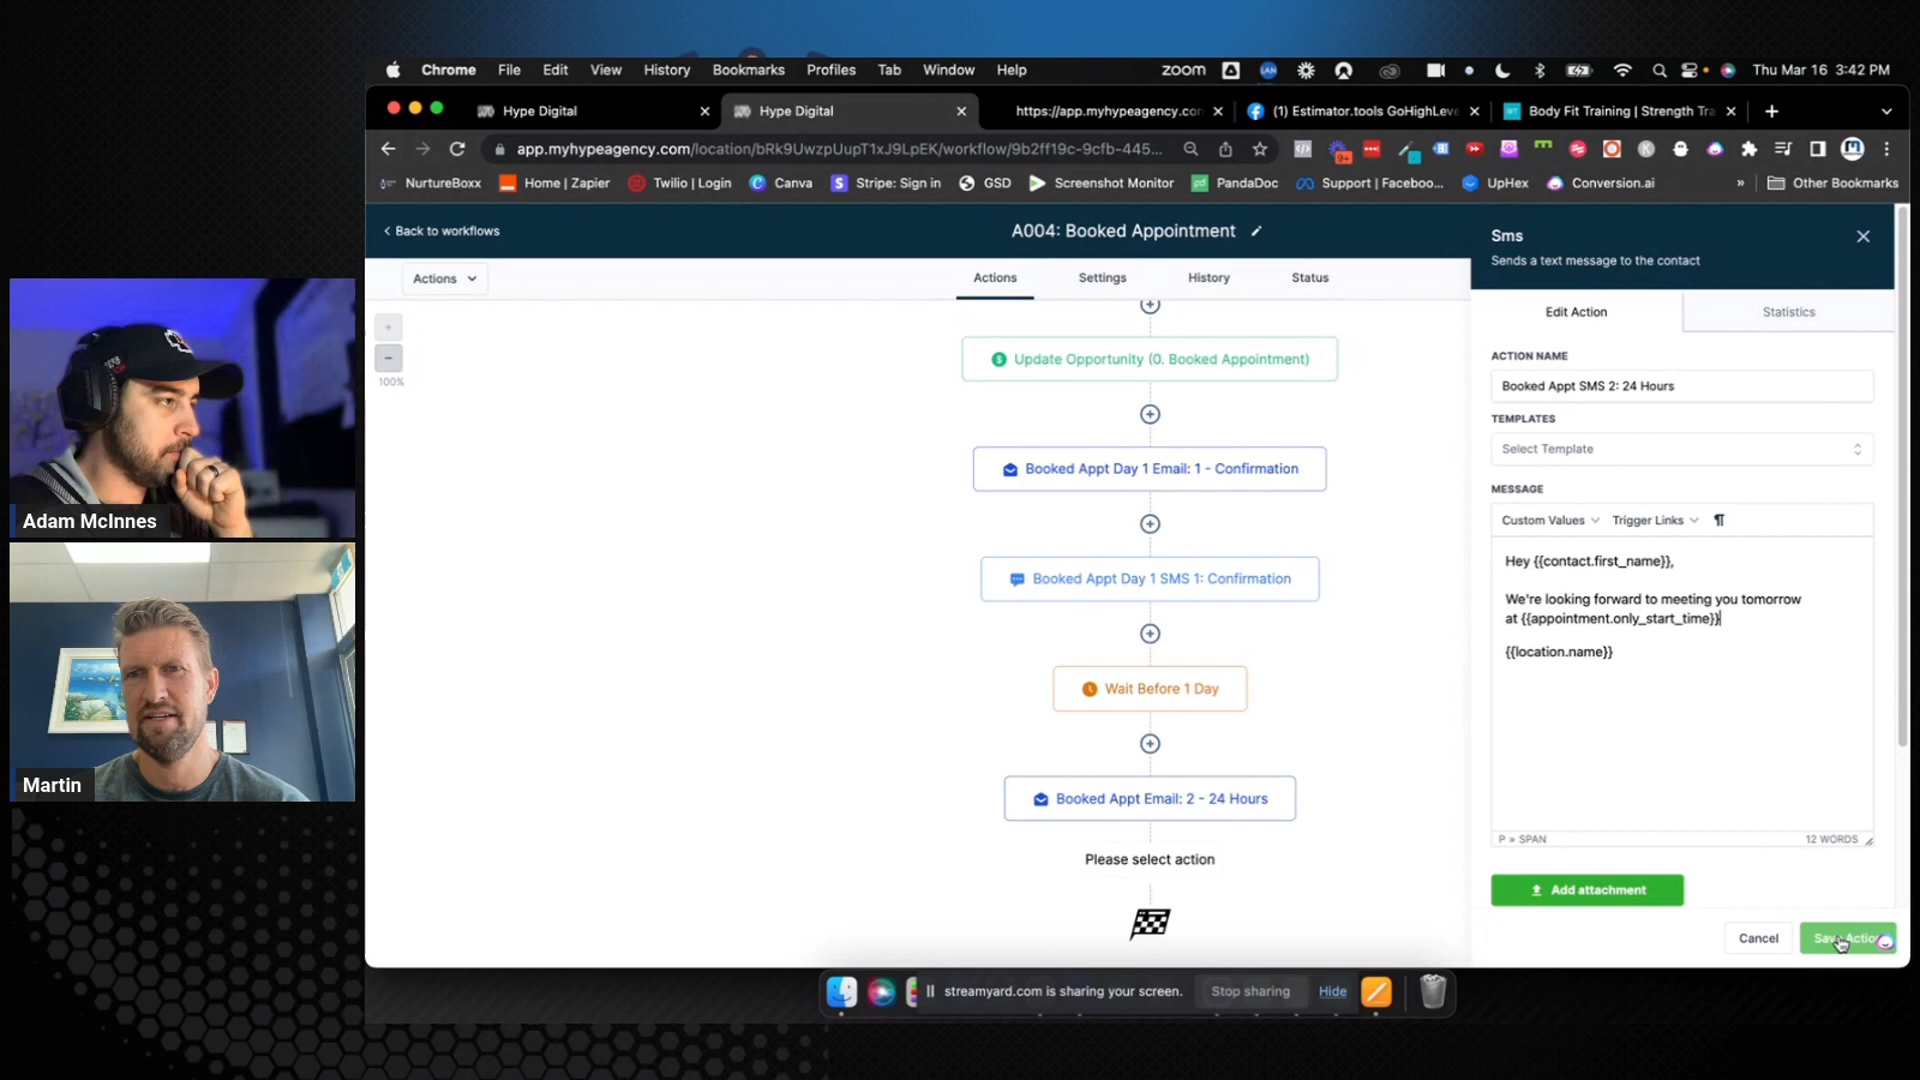 Chrome File Edit View History Bookmarks Profiles Tab Window Help zoom LAN Thu Mar 16 3:42 PM
Hype Digital
Hype Digital
https://app.myhypeagency.con
(1) Estimator.tools GoHighLeve
Body Fit Training | Strength Tra
app.myhypeagency.com/location/bRk9UwzpUupT1xJ9LpEK/workflow/9b2ff19c-9cfb-445...
9+
NurtureBoxx Home | Zapier Twilio | Login Canva Stripe: Sign in GSD Screenshot Monitor PandaDoc Support | Faceboo... UpHex Conversion.ai » Other Bookmarks
Back to workflows
A004: Booked Appointment
Actions
Actions Settings History Status
100%
Update Opportunity (0. Booked Appointment)
Booked Appt Day 1 Email: 1 - Confirmation
Booked Appt Day 1 SMS 1: Confirmation
Wait Before 1 Day
Booked Appt Email: 2 - 24 Hours
Please select action
Sms
Sends a text message to the contact
Edit Action Statistics
ACTION NAME
Booked Appt SMS 2: 24 Hours
TEMPLATES
Select Template
MESSAGE
Custom Values Trigger Links ¶
Hey {{contact.first_name}},
We're looking forward to meeting you tomorrow
at {{appointment.only_start_time}}
{{location.name}}
P » SPAN 12 WORDS
Add attachment
Cancel Save Action
Adam McInnes
Martin
streamyard.com is sharing your screen. Stop sharing Hide